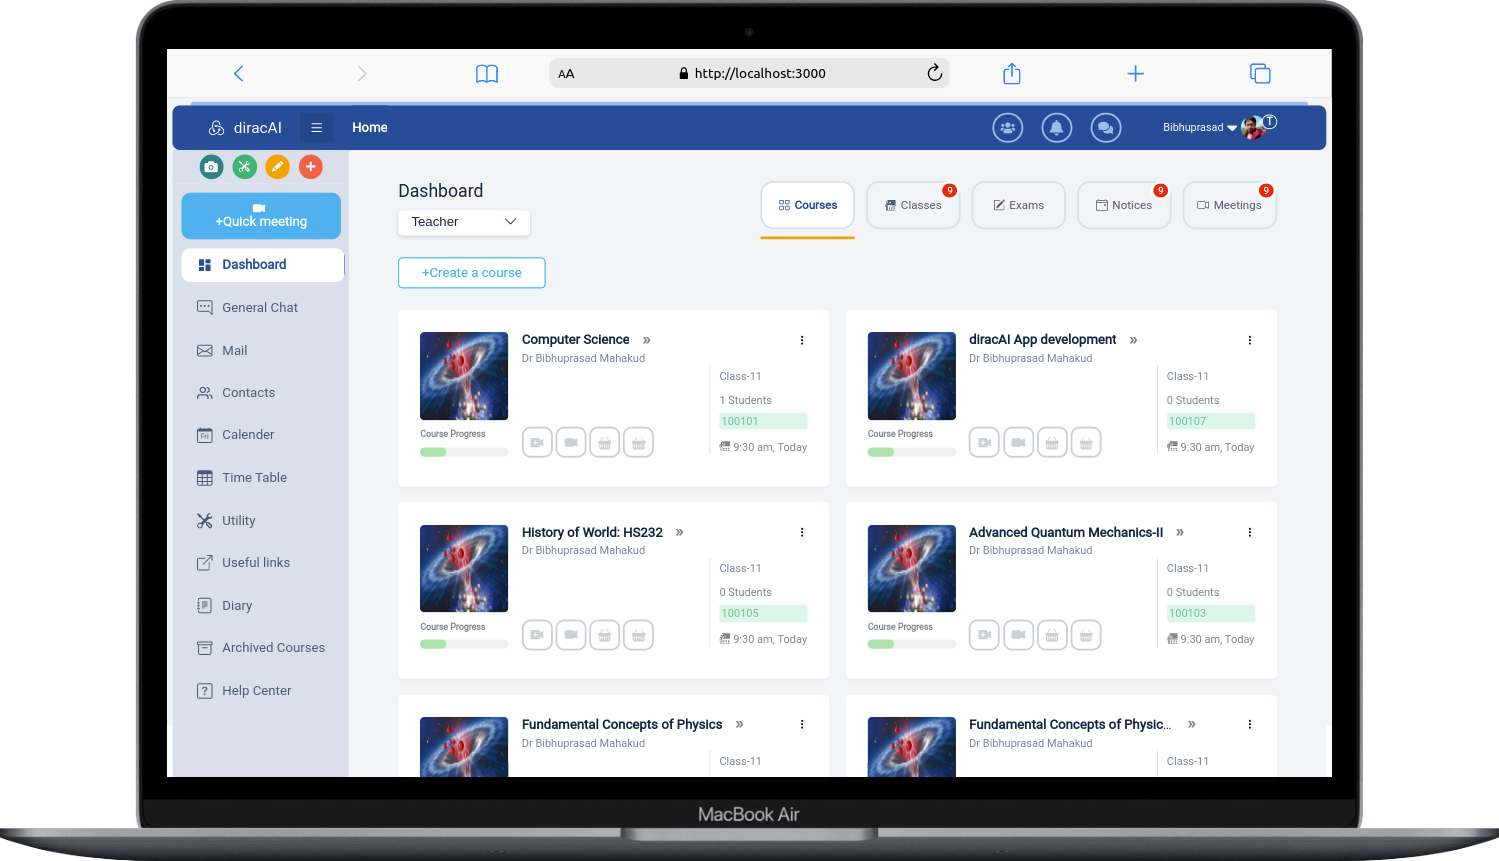 AA
http://localhost:3000
diracAI
Home
Bibhuprasad
T
+Quick meeting
Dashboard
General Chat
Mail
Contacts
Fri
Calender
Time Table
Utility
Useful links
Diary
Archived Courses
Help Center
Dashboard
Teacher
Courses
Classes
9
Exams
Notices
9
Meetings
9
+Create a course
Computer Science »
Dr Bibhuprasad Mahakud
Class-11
1 Students
100101
9:30 am, Today
Course Progress
diracAI App development »
Dr Bibhuprasad Mahakud
Class-11
0 Students
100107
9:30 am, Today
Course Progress
History of World: HS232 »
Dr Bibhuprasad Mahakud
Class-11
0 Students
100105
9:30 am, Today
Course Progress
Advanced Quantum Mechanics-II »
Dr Bibhuprasad Mahakud
Class-11
0 Students
100103
9:30 am, Today
Course Progress
Fundamental Concepts of Physics »
Dr Bibhuprasad Mahakud
Class-11
Fundamental Concepts of Physic... »
Dr Bibhuprasad Mahakud
Class-11
MacBook Air